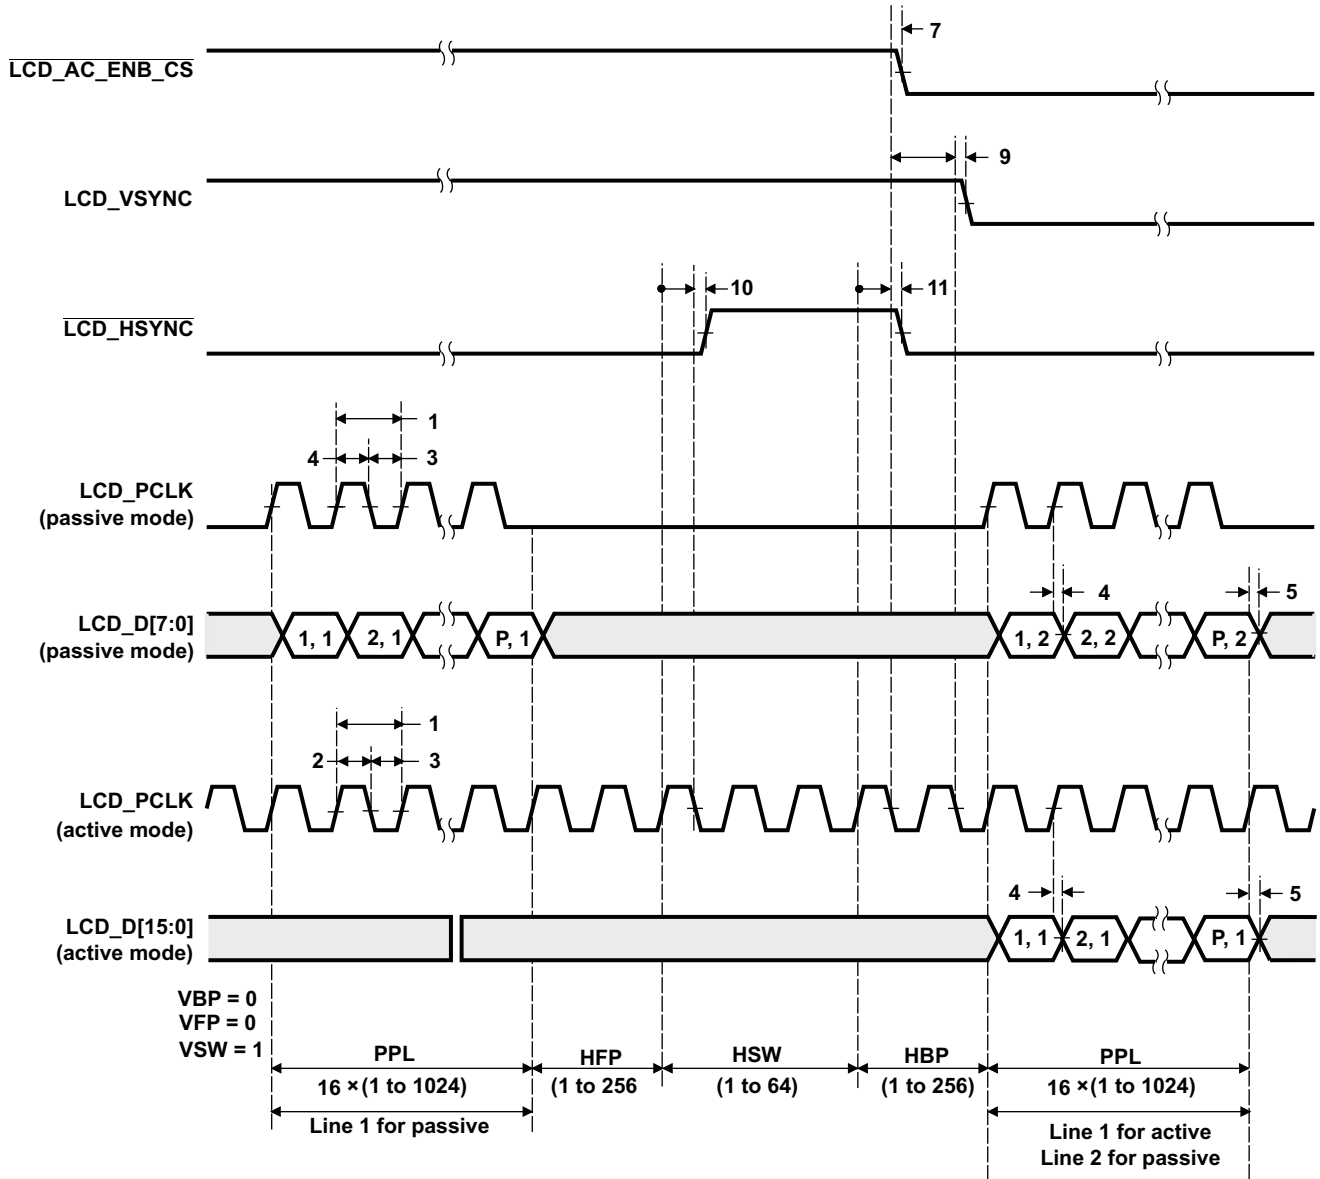 7
LCD_AC_ENB_CS
9
LCD_VSYNC
10
11
LCD_HSYNC
1
4
3
LCD_PCLK
(passive mode)
4
5
LCD_D[7:0]
(passive mode)
1, 1
2, 1
P, 1
1, 2
2, 2
P, 2
1
2
3
LCD_PCLK
(active mode)
4
5
LCD_D[15:0]
(active mode)
1, 1
2, 1
P, 1
VBP = 0
VFP = 0
VSW = 1
PPL
HFP
HSW
HBP
PPL
16 × (1 to 1024)
(1 to 256
(1 to 64)
(1 to 256)
16 × (1 to 1024)
Line 1 for passive
Line 1 for active
Line 2 for passive